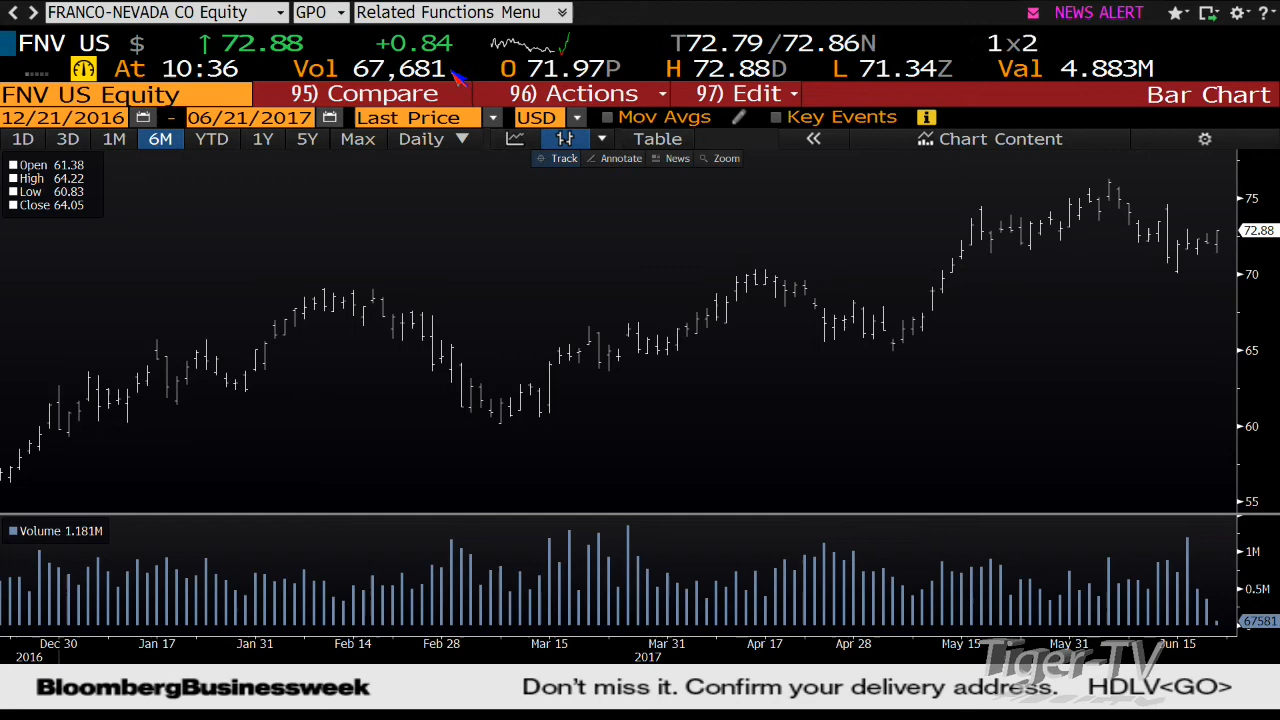 FRANCO-NEVADA CO Equity GPO Related Functions Menu NEWS ALERT ?
FNV US $ ↑ 72.88 +0.84 T72.79 /72.86N 1x2
At 10:36 Vol 67,681 O 71.97P H 72.88D L 71.34Z Val 4.883M
FNV US Equity 95) Compare 96) Actions 97) Edit Bar Chart
12/21/2016 - 06/21/2017 Last Price USD Mov Avgs Key Events
1D 3D 1M 6M YTD 1Y 5Y Max Daily ▼ Table « Chart Content
Track Annotate News Zoom
Open 61.38
High 64.22
Low 60.83
Close 64.05
75
72.88
70
65
60
55
Volume 1.181M
1M
0.5M
67581
Dec 30 Jan 17 Jan 31 Feb 14 Feb 28 Mar 15 Mar 31 Apr 17 Apr 28 May 15 May 31 Jun 15
2016 2017
Tiger-TV
BloombergBusinessweek Don't miss it. Confirm your delivery address. HDLV<GO>